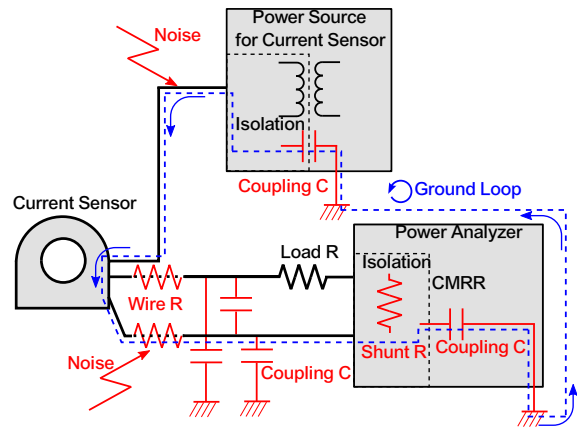 Power Source
for Current Sensor
Noise
Isolation
Coupling C
Ground Loop
Current Sensor
Power Analyzer
Load R
Isolation
CMRR
Wire R
Shunt R
Coupling C
Noise
Coupling C